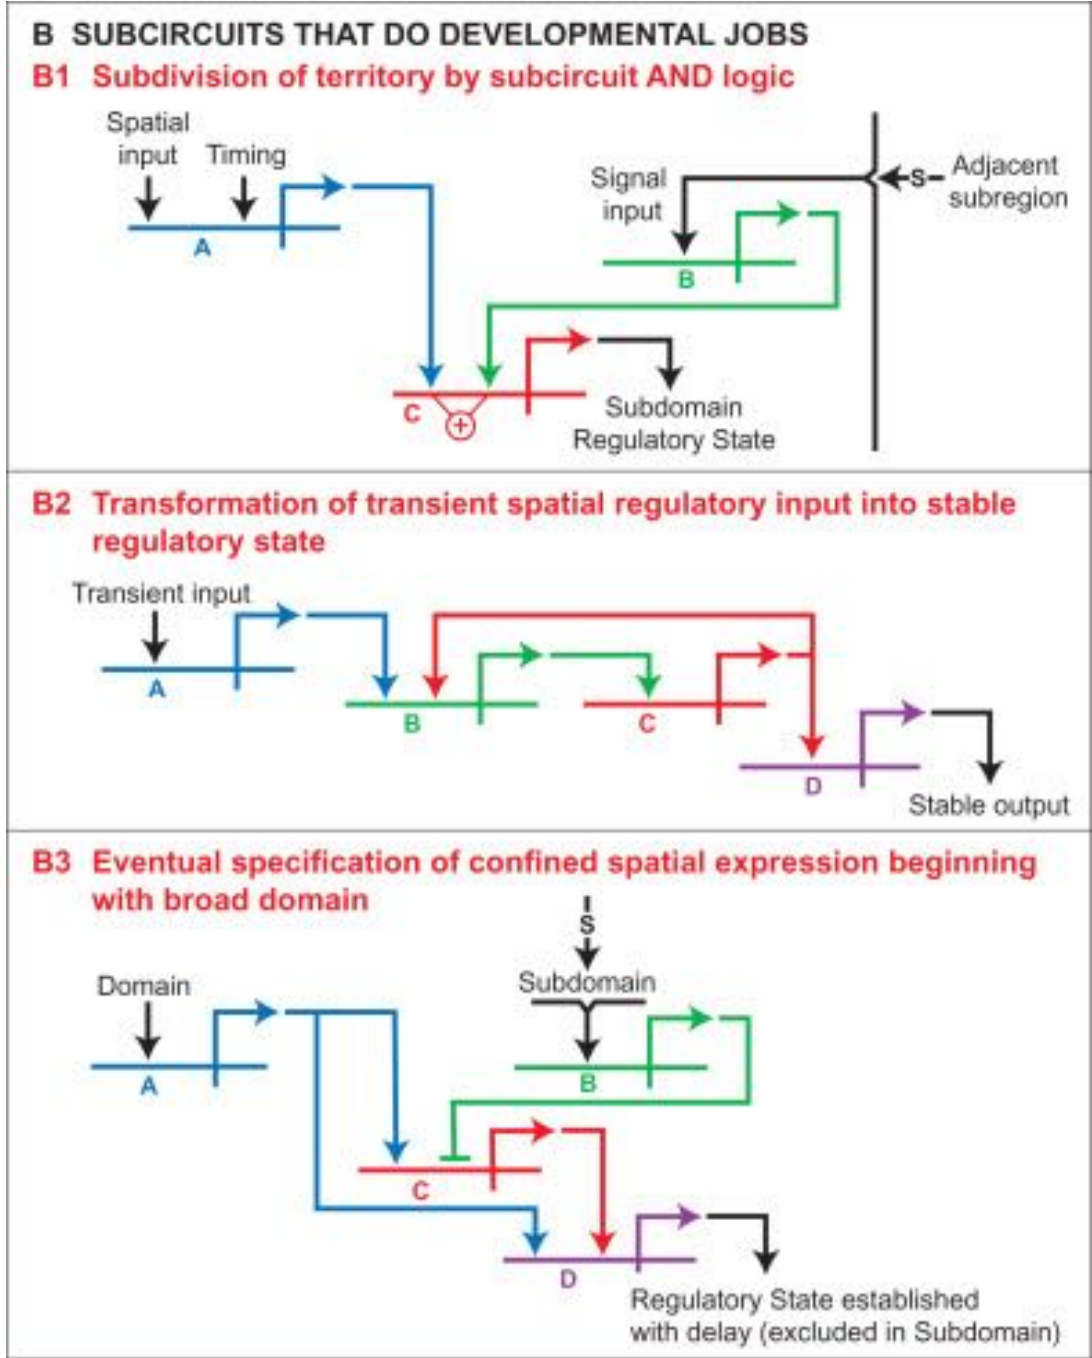 B SUBCIRCUITS THAT DO DEVELOPMENTAL JOBS
B1 Subdivision of territory by subcircuit AND logic
Spatial
input
Timing
A
Signal
input
S
Adjacent
subregion
B
C
+
Subdomain
Regulatory State
B2 Transformation of transient spatial regulatory input into stable
regulatory state
Transient input
A
B
C
D
Stable output
B3 Eventual specification of confined spatial expression beginning
with broad domain
S
Domain
Subdomain
A
B
C
D
Regulatory State established
with delay (excluded in Subdomain)